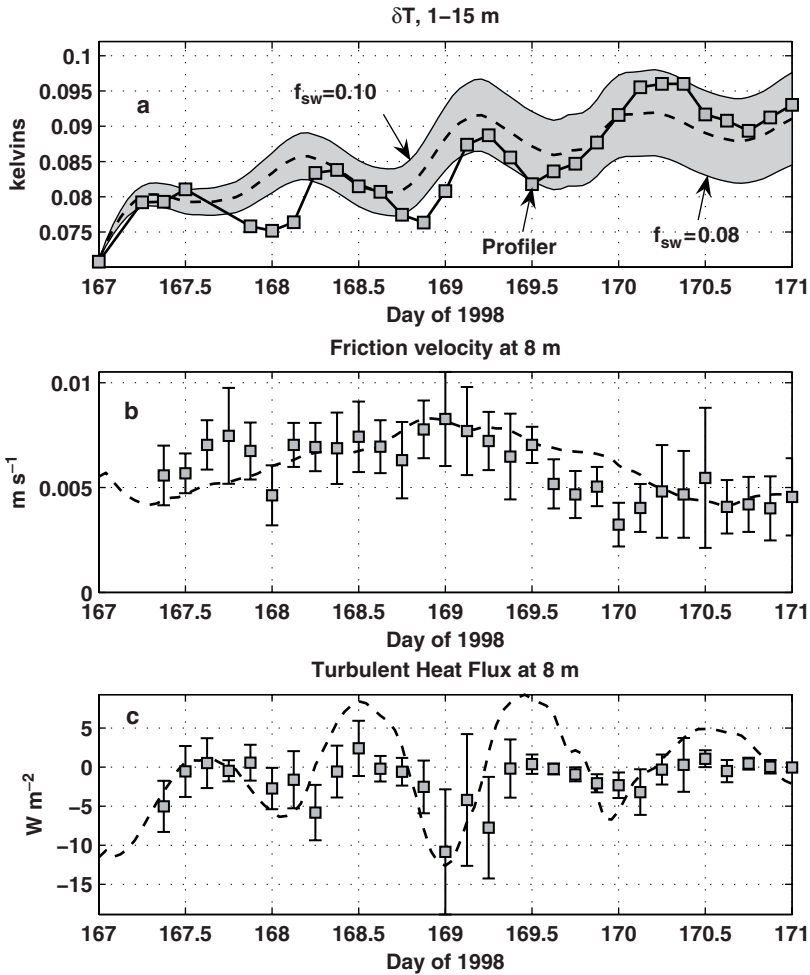 δT, 1−15 m
0.1
0.095
0.09
0.085
0.08
0.075
kelvins
a
f_sw=0.10
Profiler
f_sw=0.08
167 167.5 168 168.5 169 169.5 170 170.5 171
Day of 1998
Friction velocity at 8 m
0.01
0.005
0
m s⁻¹
b
167 167.5 168 168.5 169 169.5 170 170.5 171
Day of 1998
Turbulent Heat Flux at 8 m
5
0
−5
−10
−15
W m⁻²
c
167 167.5 168 168.5 169 169.5 170 170.5 171
Day of 1998